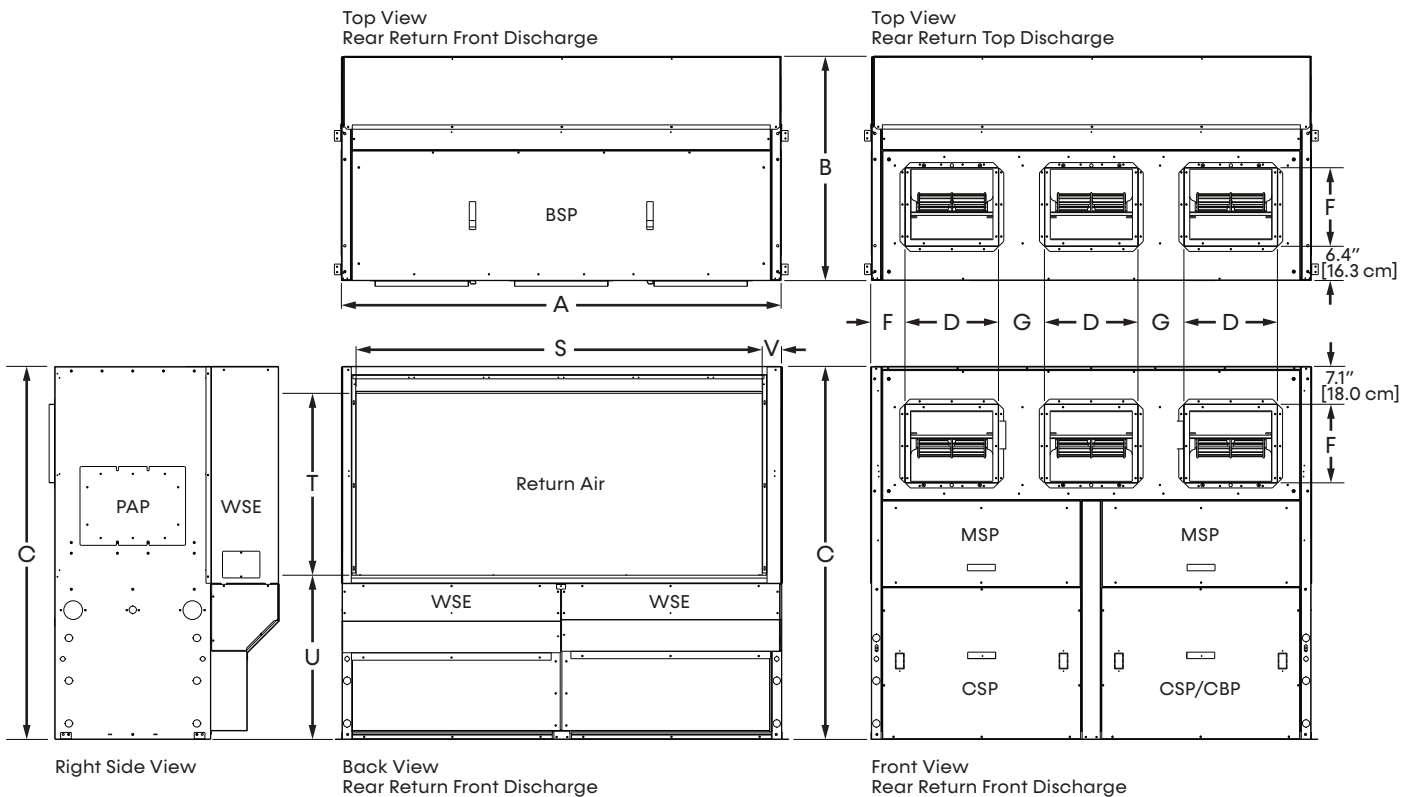 Top View
Rear Return Front Discharge
Top View
Rear Return Top Discharge
BSP
B
F
6.4"
[16.3 cm]
A
F
D
G
D
G
D
S
V
7.1"
[18.0 cm]
F
C
PAP
WSE
T
Return Air
U
WSE
WSE
C
MSP
MSP
CSP
CSP/CBP
Right Side View
Back View
Rear Return Front Discharge
Front View
Rear Return Front Discharge